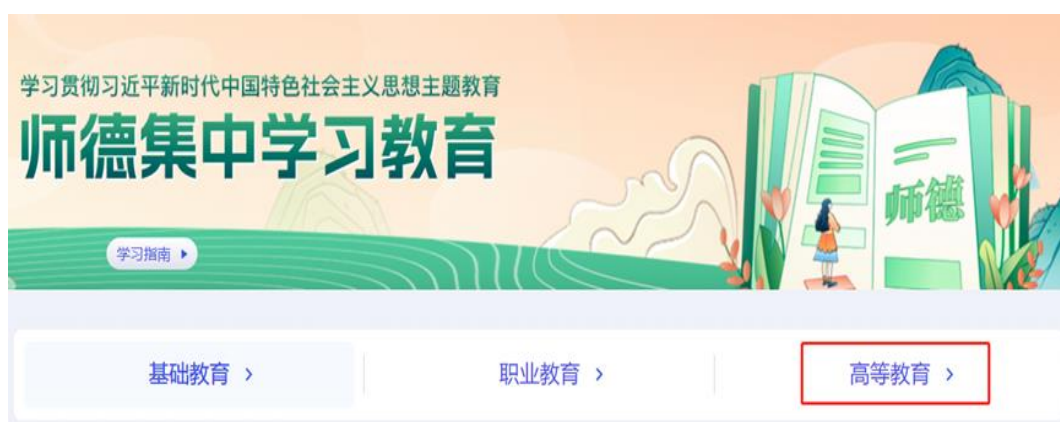 学习贯彻习近平新时代中国特色社会主义思想主题教育
师德集中学习教育
师德
学习指南
基础教育 >
职业教育 >
高等教育 >